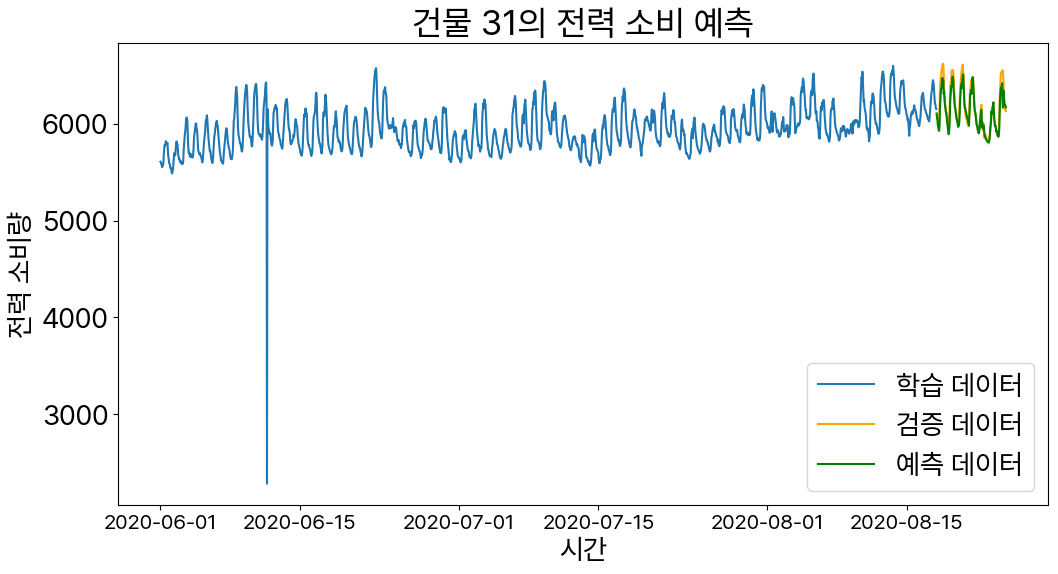 건물 31의 전력 소비 예측
전력 소비량
6000
5000
4000
3000
학습 데이터
검증 데이터
예측 데이터
2020-06-01 2020-06-15 2020-07-01 2020-07-15 2020-08-01 2020-08-15
시간